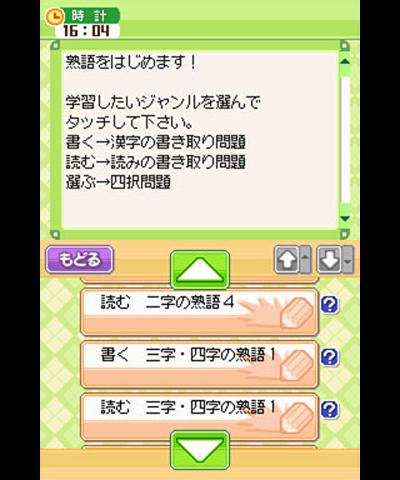 時計
16:04
熟語をはじめます!
学習したいジャンルを選んで
タッチして下さい。
書く→漢字の書き取り問題
読む→読みの書き取り問題
選ぶ→四択問題
もどる
読む 二字の熟語4
?
書く 三字・四字の熟語1
?
読む 三字・四字の熟語1
?